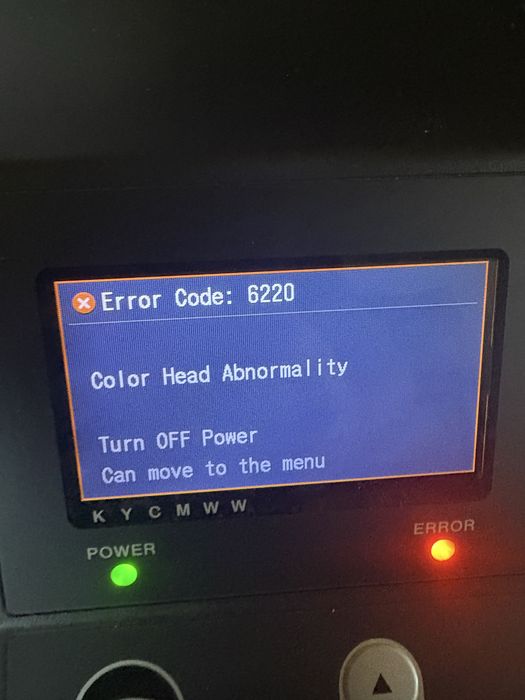 Error Code: 6220
Color Head Abnormality
Turn OFF Power
Can move to the menu
K Y C M W W
POWER
ERROR